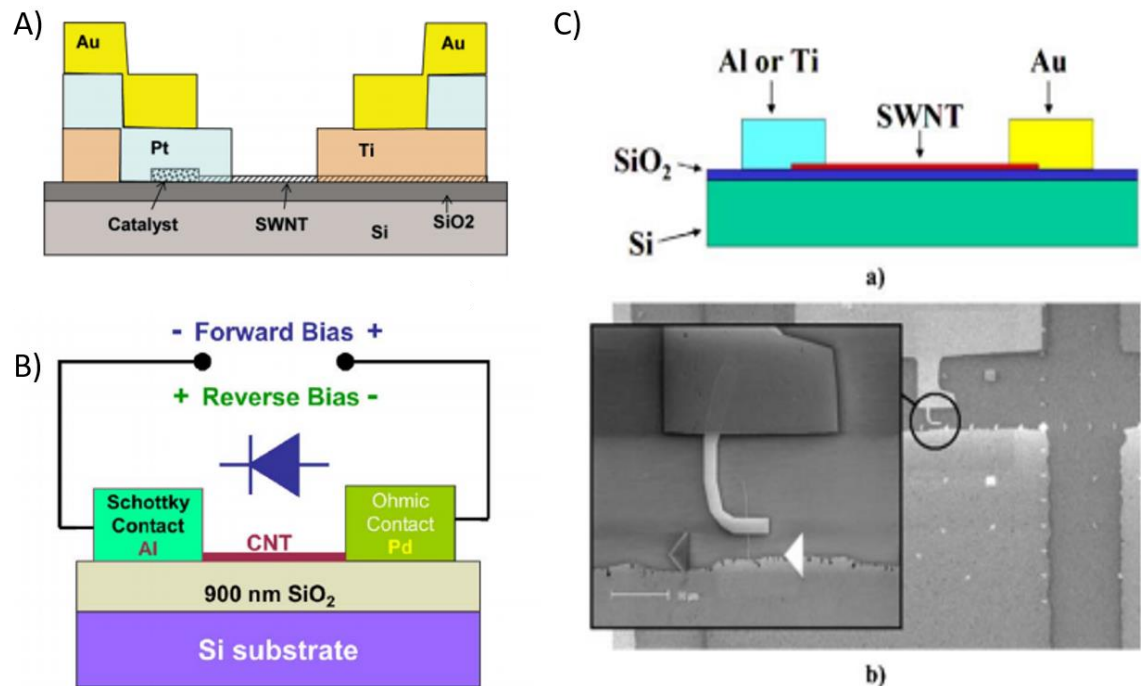 A)
Au
Au
Pt
Ti
Catalyst
SWNT
Si
SiO2
B)
- Forward Bias +
+ Reverse Bias -
Schottky
Contact
Al
CNT
Ohmic
Contact
Pd
900 nm SiO₂
Si substrate
C)
Al or Ti
Au
SWNT
SiO₂
Si
a)
b)